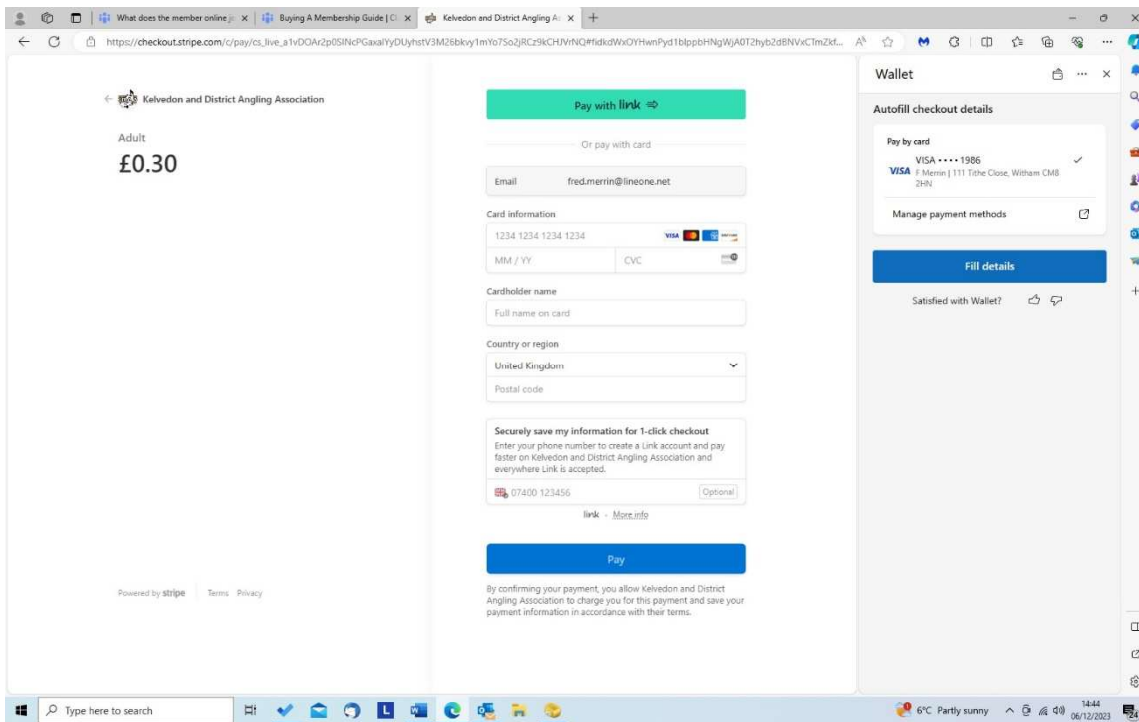 What does the member online j
Buying A Membership Guide | Cl
Kelvedon and District Angling A
Wallet
Kelvedon and District Angling Association
Adult
£0.30
Pay with link
Or pay with card
Email fred.merrin@lineone.net
Card information
1234 1234 1234 1234 VISA
MM / YY CVC
Cardholder name
Full name on card
Country or region
United Kingdom
Postal code
Securely save my information for 1-click checkout
Enter your phone number to create a Link account and pay
faster on Kelvedon and District Angling Association and
everywhere Link is accepted.
07400 123456 Optional
link - More info
Pay
By confirming your payment, you allow Kelvedon and District
Angling Association to charge you for this payment and save your
payment information in accordance with their terms.
Powered by stripe Terms Privacy
Autofill checkout details
Pay by card
VISA •••• 1986
VISA F Merrin | 111 Tithe Close, Witham CM8
2HN
Manage payment methods
Fill details
Satisfied with Wallet?
Type here to search
6°C Partly sunny
14:44
06/12/2023